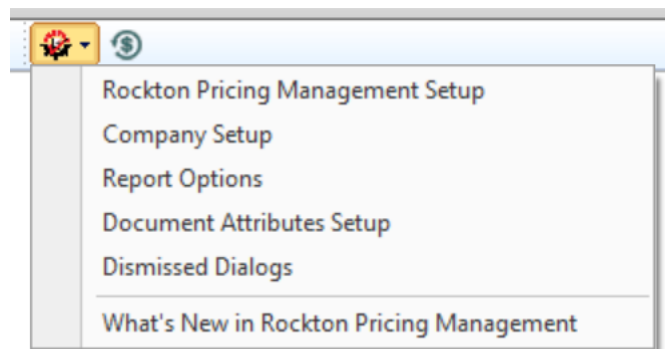 Rockton Pricing Management Setup
Company Setup
Report Options
Document Attributes Setup
Dismissed Dialogs
What's New in Rockton Pricing Management